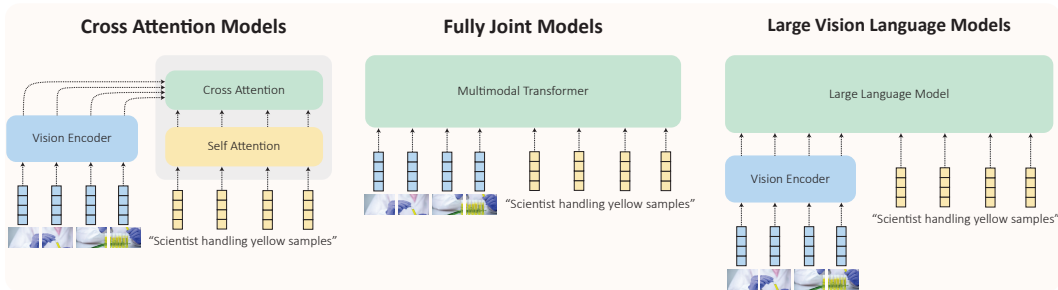 Cross Attention Models
Cross Attention
Vision Encoder
Self Attention
“Scientist handling yellow samples”
Fully Joint Models
Multimodal Transformer
“Scientist handling yellow samples”
Large Vision Language Models
Large Language Model
Vision Encoder
“Scientist handling yellow samples”